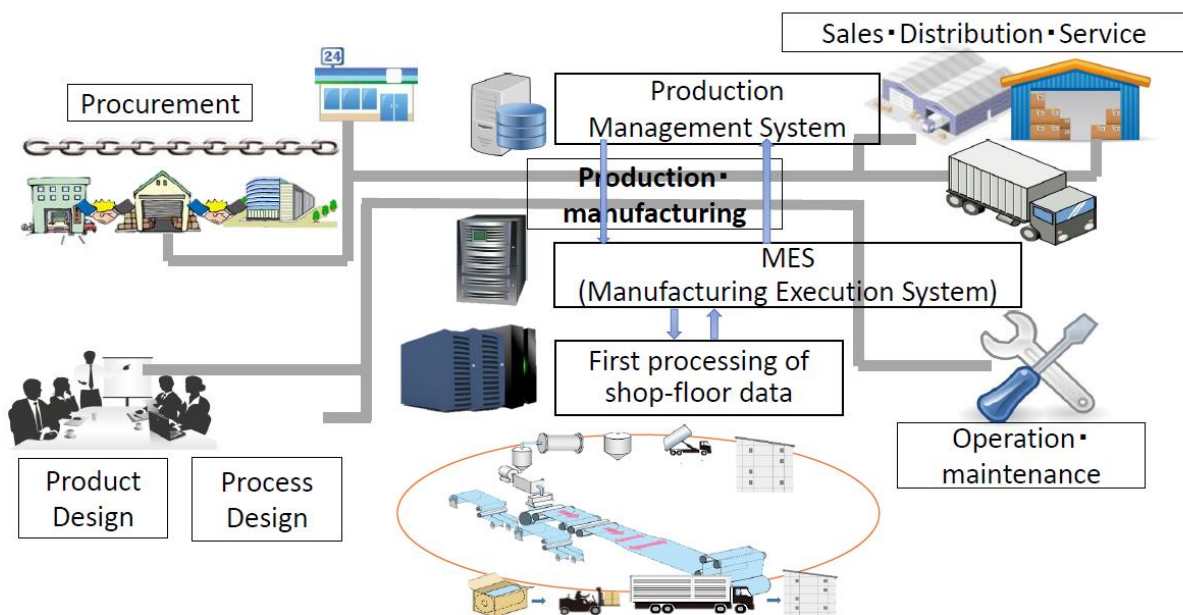 Sales▪Distribution▪Service
24
Procurement
Production
Management System
Production▪
manufacturing
MES
(Manufacturing Execution System)
First processing of
shop-floor data
Product
Design
Process
Design
Operation▪
maintenance